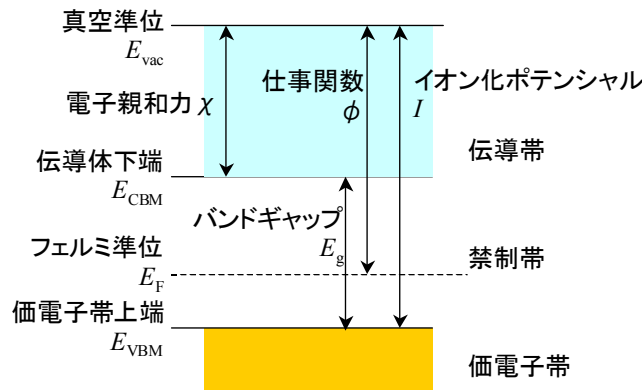 真空準位
E_vac
電子親和力χ
仕事関数
φ
イオン化ポテンシャル
I
伝導体下端
E_CBM
伝導帯
バンドギャップ
E_g
フェルミ準位
E_F
禁制帯
価電子帯上端
E_VBM
価電子帯